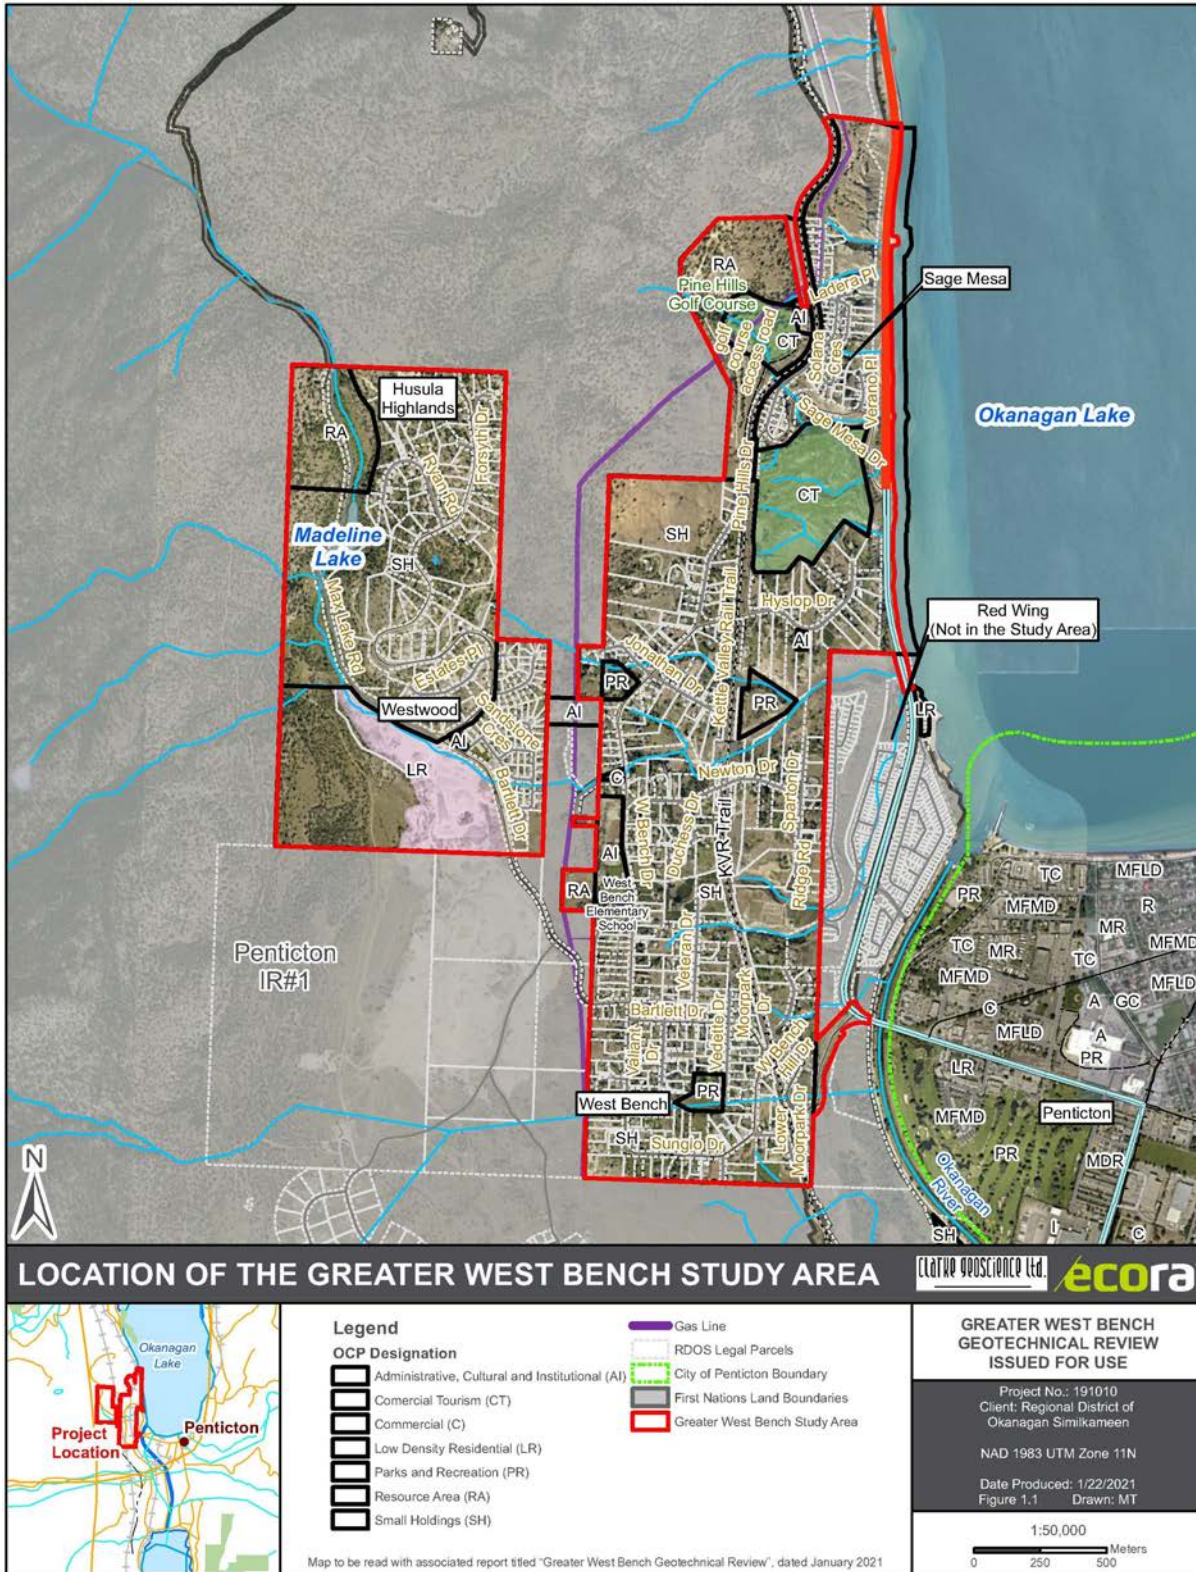 RA
Pine Hills
Golf Course
AI
CT
golf
course
access road
Ladera Pl
Solana
Cres
Verano Pl
Sage Mesa
Sage Mesa Dr
Okanagan Lake
Husula
Highlands
RA
Ryan Rd
Forsyth Dr
Madeline
Lake
SH
Max Lake Rd
Estates Pl
Westwood
Sandstone
Cres
AI
LR
Bartlett Dr
Pine Hills Dr
CT
SH
Hyslop Dr
AI
Kettle Valley Rail Trail
Jonathan Dr
PR
PR
AI
C
Newton Dr
Red Wing
(Not in the Study Area)
LR
W Bench Dr
Duchess Dr
KVR Trail
Sparton Dr
Ridge Rd
AI
RA
West
Bench
Elementary
School
SH
Veteran Dr
Penticton
IR#1
Bartlett Dr
Valiant
Dr
Vedette Dr
Moorpark
Dr
W Bench
Hill Dr
West Bench
PR
SH
Sunglo Dr
Lower
Moorpark Dr
PR
TC
MFLD
MFMD
R
MR
TC
MR
TC
MFMD
MFMD
MFLD
C
A
GC
MFLD
A
PR
LR
MFMD
Penticton
PR
MDR
Okanagan
River
SH
I
C
N
LOCATION OF THE GREATER WEST BENCH STUDY AREA
CLARKE GEOSCIENCE Ltd.
ecora
Okanagan
Lake
Project
Location
Penticton
Legend
OCP Designation
Administrative, Cultural and Institutional (AI)
Comercial Tourism (CT)
Commercial (C)
Low Density Residential (LR)
Parks and Recreation (PR)
Resource Area (RA)
Small Holdings (SH)
Gas Line
RDOS Legal Parcels
City of Penticton Boundary
First Nations Land Boundaries
Greater West Bench Study Area
Map to be read with associated report titled "Greater West Bench Geotechnical Review", dated January 2021
GREATER WEST BENCH
GEOTECHNICAL REVIEW
ISSUED FOR USE
Project No.: 191010
Client: Regional District of
Okanagan Similkameen
NAD 1983 UTM Zone 11N
Date Produced: 1/22/2021
Figure 1.1 Drawn: MT
1:50,000
Meters
0 250 500